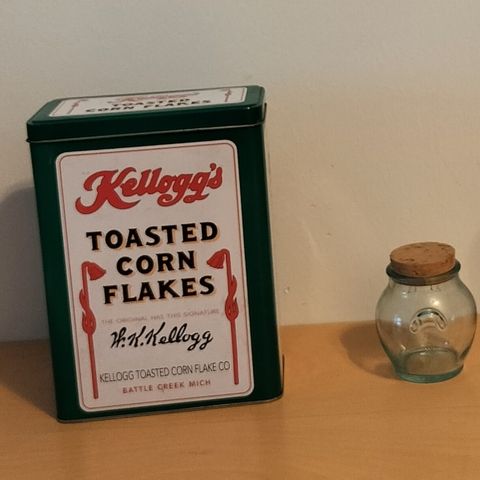 Kellogg's
TOASTED
CORN FLAKES
Kellogg's
TOASTED
CORN
FLAKES
THE ORIGINAL HAS THIS SIGNATURE
W.K.Kellogg
KELLOGG TOASTED CORN FLAKE CO
BATTLE CREEK MICH